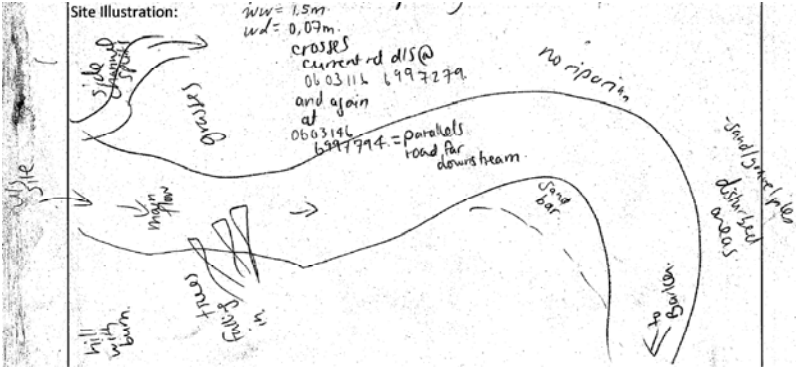 Site Illustration:
ww = 1.5m.
wd = 0.07m.
crosses
current rd d/s @
0603116 6997279.
and again
at
0603146
6997794. = parallels
road far
downstream.
side
channel
grasses
no riparian
- sand/gravel piles
disturbed
areas.
u/s
site
main
flow
sand
bar.
trees
falling
in
hill
with
burn.
to